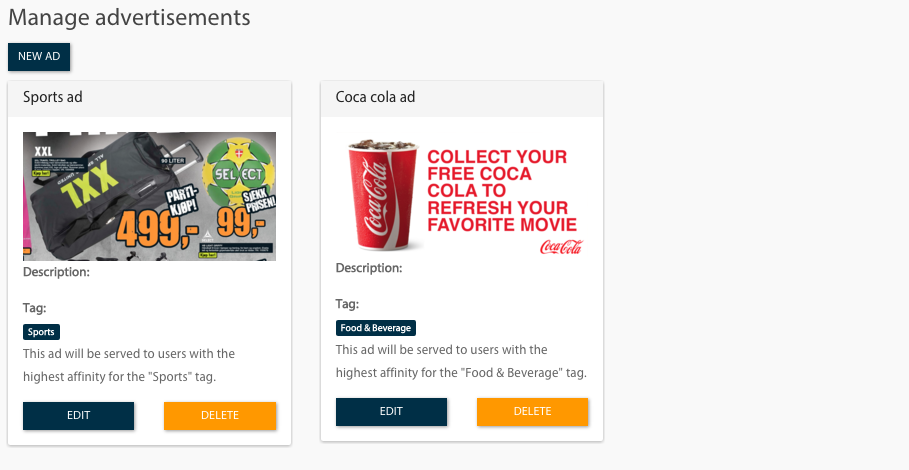 Manage advertisements
NEW AD
Sports ad
XXL
90 LITER
XXL
SELECT
PARTI-
KJØP!
SJEKK
PRISEN!
499,-
99,-
Description:
Tag:
Sports
This ad will be served to users with the
highest affinity for the "Sports" tag.
EDIT
DELETE
Coca cola ad
Coca-Cola
COLLECT YOUR
FREE COCA
COLA TO
REFRESH YOUR
FAVORITE MOVIE
Coca-Cola
Description:
Tag:
Food & Beverage
This ad will be served to users with the
highest affinity for the "Food & Beverage" tag.
EDIT
DELETE